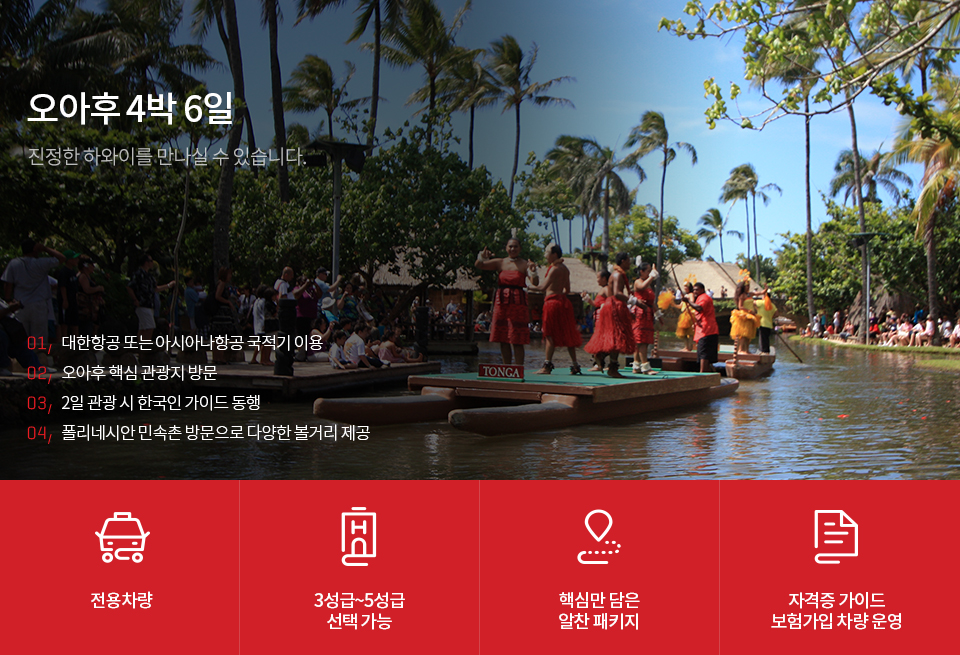 오아후 4박 6일
진정한 하와이를 만나실 수 있습니다.
01, 대한항공 또는 아시아나항공 국적기 이용
02, 오아후 핵심 관광지 방문
03, 2일 관광 시 한국인 가이드 동행
04, 폴리네시안 민속촌 방문으로 다양한 볼거리 제공
TONGA
H
전용차량
3성급~5성급
선택 가능
핵심만 담은
알찬 패키지
자격증 가이드
보험가입 차량 운영